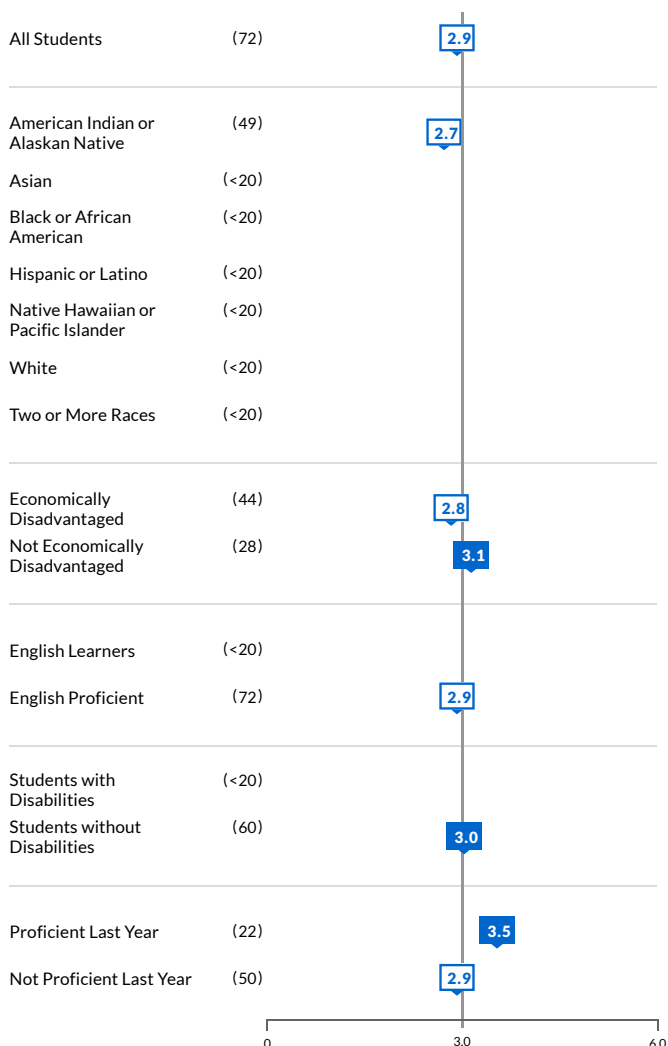 All Students (72) 2.9
American Indian or (49) 2.7
Alaskan Native
Asian (<20)
Black or African (<20)
American
Hispanic or Latino (<20)
Native Hawaiian or (<20)
Pacific Islander
White (<20)
Two or More Races (<20)
Economically (44) 2.8
Disadvantaged
Not Economically (28) 3.1
Disadvantaged
English Learners (<20)
English Proficient (72) 2.9
Students with (<20)
Disabilities
Students without (60) 3.0
Disabilities
Proficient Last Year (22) 3.5
Not Proficient Last Year (50) 2.9
0 3.0 6.0